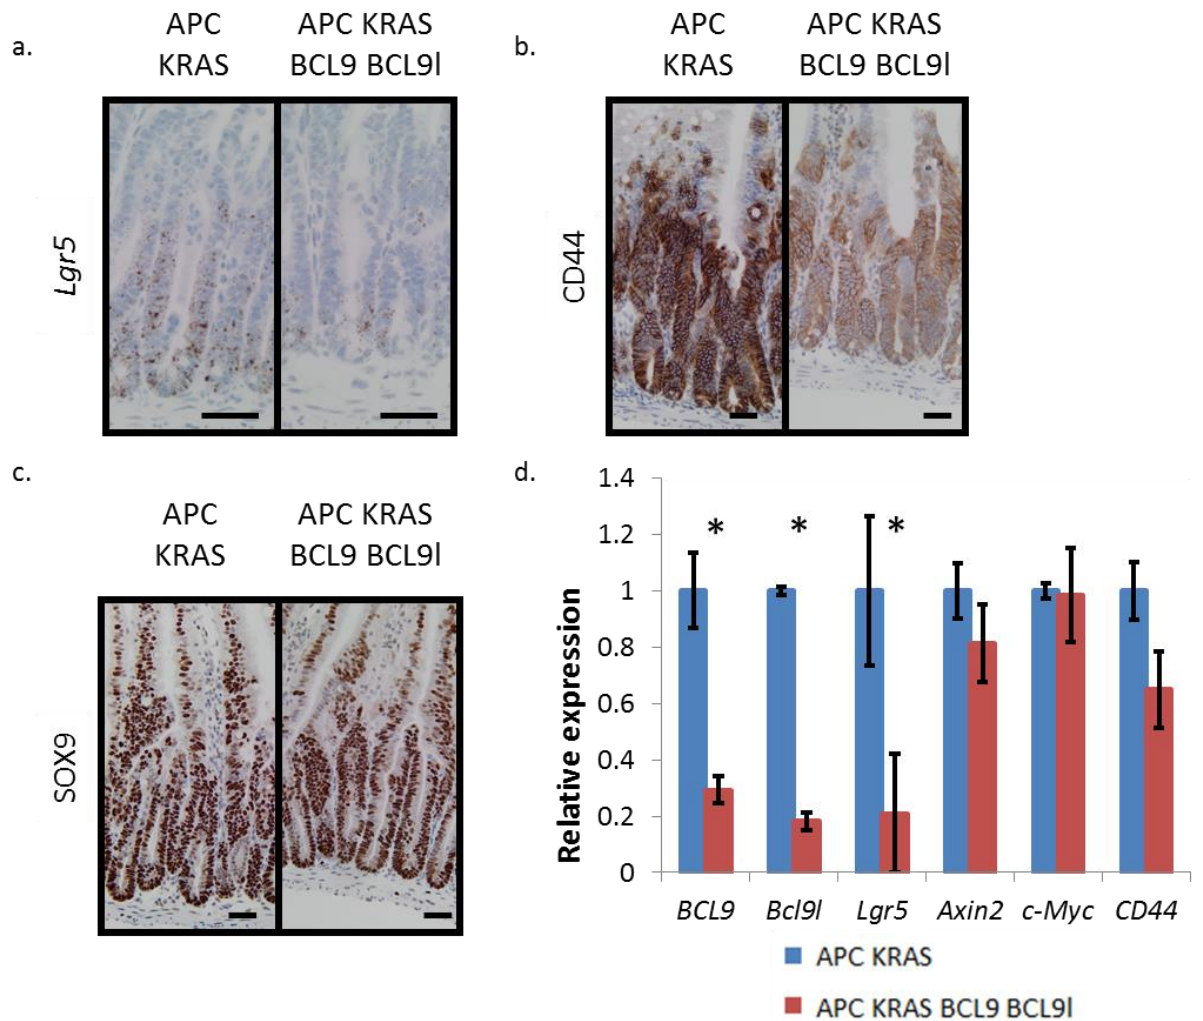 a.
APC
KRAS
APC KRAS
BCL9 BCL9l
Lgr5
b.
APC
KRAS
APC KRAS
BCL9 BCL9l
CD44
c.
APC
KRAS
APC KRAS
BCL9 BCL9l
SOX9
d.
Relative expression
1.4
1.2
1
0.8
0.6
0.4
0.2
0
* * *
BCL9 Bcl9l Lgr5 Axin2 c-Myc CD44
APC KRAS
APC KRAS BCL9 BCL9l